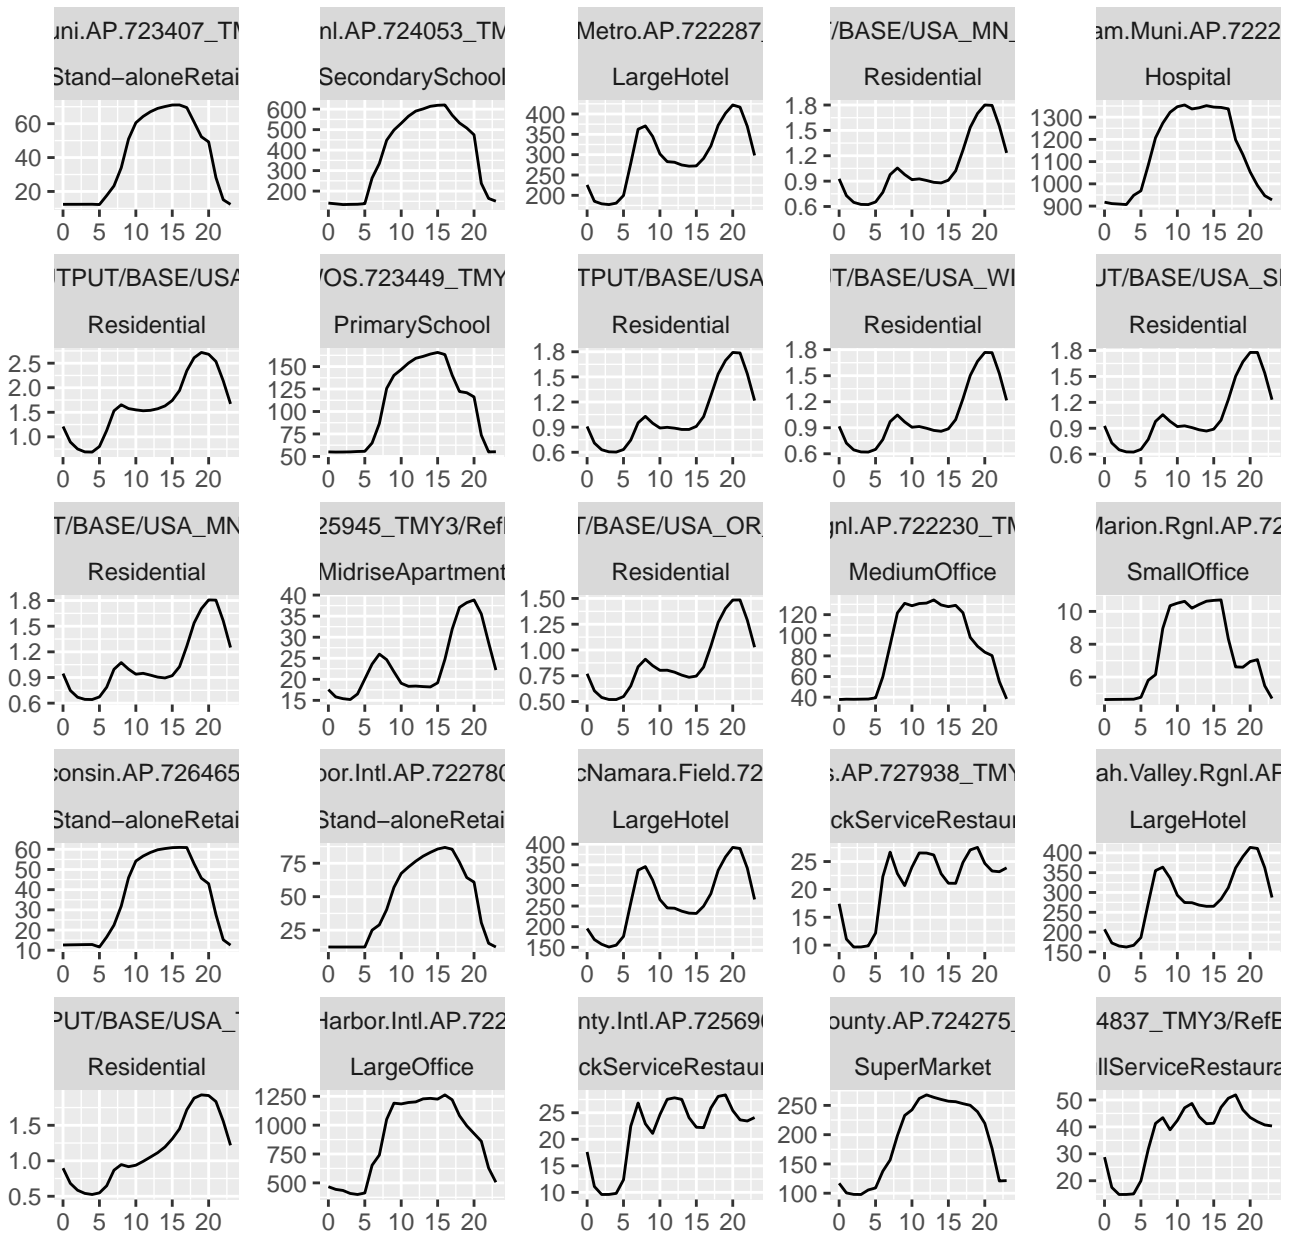 uni.AP.723407_TM nl.AP.724053_TM Metro.AP.722287_ /BASE/USA_MN_ am.Muni.AP.7222
Stand−aloneRetai SecondarySchool LargeHotel Residential Hospital
60 600 400 1.8 1300
40 500 300 1.5 1200
20 400 200 1.2 1100
300 0.9 1000
200 0.6 900
0 5 10 15 20 0 5 10 15 20 0 5 10 15 20 0 5 10 15 20 0 5 10 15 20
UTPUT/BASE/USA /OS.723449_TMY TPUT/BASE/USA T/BASE/USA_WI UT/BASE/USA_S
Residential PrimarySchool Residential Residential Residential
2.5 150 1.8 1.8 1.8
2.0 125 1.5 1.5 1.5
1.5 100 1.2 1.2 1.2
1.0 75 0.9 0.9 0.9
50 0.6 0.6 0.6
0 5 10 15 20 0 5 10 15 20 0 5 10 15 20 0 5 10 15 20 0 5 10 15 20
T/BASE/USA_MN 25945_TMY3/Ref T/BASE/USA_OR_ gnl.AP.722230_TM Marion.Rgnl.AP.72
Residential MidriseApartment Residential MediumOffice SmallOffice
1.8 40 1.50 120 10
1.5 35 1.25 100 8
1.2 30 1.00 80 6
0.9 25 0.75 60
0.6 20 0.50 40
15
0 5 10 15 20 0 5 10 15 20 0 5 10 15 20 0 5 10 15 20 0 5 10 15 20
consin.AP.726465 bor.Intl.AP.722780 cNamara.Field.72 s.AP.727938_TMY ah.Valley.Rgnl.AP
Stand−aloneRetai Stand−aloneRetai LargeHotel ckServiceRestaur LargeHotel
60 75 400 25 400
50 50 350 20 350
40 25 300 15 300
30 250 10 250
20 200 200
10 150 150
0 5 10 15 20 0 5 10 15 20 0 5 10 15 20 0 5 10 15 20 0 5 10 15 20
PUT/BASE/USA_ Harbor.Intl.AP.722 nty.Intl.AP.72569 ounty.AP.724275_ 4837_TMY3/Ref
Residential LargeOffice ckServiceRestaur SuperMarket llServiceRestaura
1.5 1250 25 250 50
1.0 1000 20 200 40
0.5 750 15 150 30
500 10 100 20
0 5 10 15 20 0 5 10 15 20 0 5 10 15 20 0 5 10 15 20 0 5 10 15 20